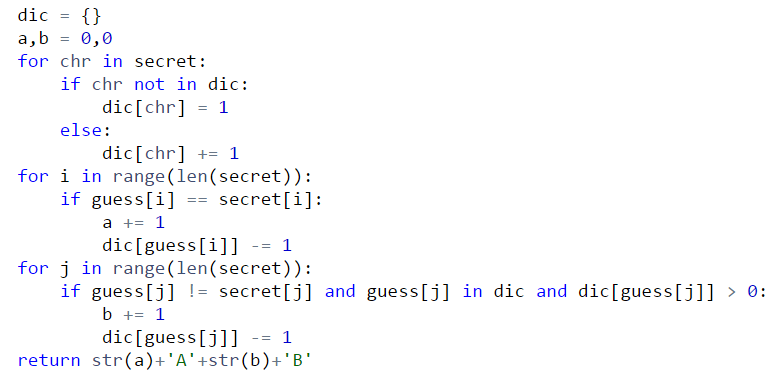 dic = {}
a,b = 0,0
for chr in secret:
    if chr not in dic:
        dic[chr] = 1
    else:
        dic[chr] += 1
for i in range(len(secret)):
    if guess[i] == secret[i]:
        a += 1
        dic[guess[i]] -= 1
for j in range(len(secret)):
    if guess[j] != secret[j] and guess[j] in dic and dic[guess[j]] > 0:
        b += 1
        dic[guess[j]] -= 1
return str(a)+'A'+str(b)+'B'